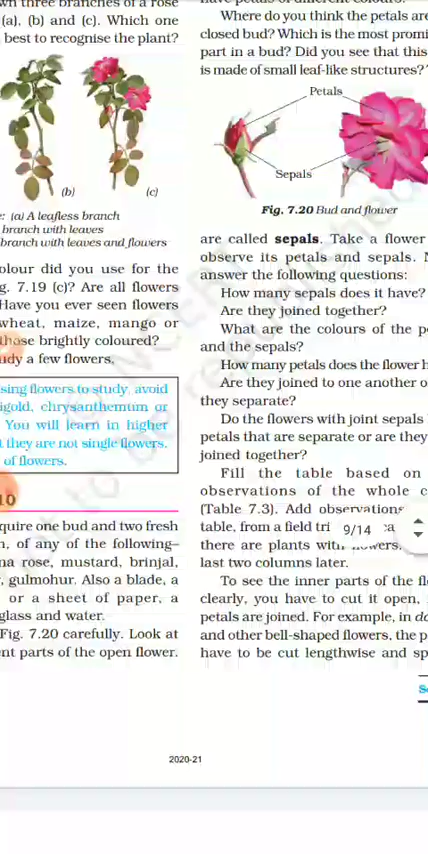 wn three branches of a rose
(a), (b) and (c). Which one
best to recognise the plant?
(b)
(c)
: (a) A leafless branch
branch with leaves
branch with leaves and flowers
olour did you use for the
g. 7.19 (c)? Are all flowers
Have you ever seen flowers
wheat, maize, mango or
those brightly coloured?
udy a few flowers.
sing flowers to study, avoid
igold, chrysanthemum or
You will learn in higher
t they are not single flowers,
of flowers.
10
quire one bud and two fresh
n, of any of the following–
na rose, mustard, brinjal,
, gulmohur. Also a blade, a
or a sheet of paper, a
glass and water.
Fig. 7.20 carefully. Look at
nt parts of the open flower.
Where do you think the petals are
closed bud? Which is the most promi
part in a bud? Did you see that this
is made of small leaf-like structures?
Petals
Sepals
Fig. 7.20 Bud and flower
are called sepals. Take a flower
observe its petals and sepals. N
answer the following questions:
How many sepals does it have?
Are they joined together?
What are the colours of the pe
and the sepals?
How many petals does the flower h
Are they joined to one another o
they separate?
Do the flowers with joint sepals
petals that are separate or are they
joined together?
Fill the table based on
observations of the whole c
(Table 7.3). Add observations
table, from a field tri
9/14
there are plants with
last two columns later.
To see the inner parts of the fl
clearly, you have to cut it open,
petals are joined. For example, in da
and other bell-shaped flowers, the p
have to be cut lengthwise and sp
2020-21